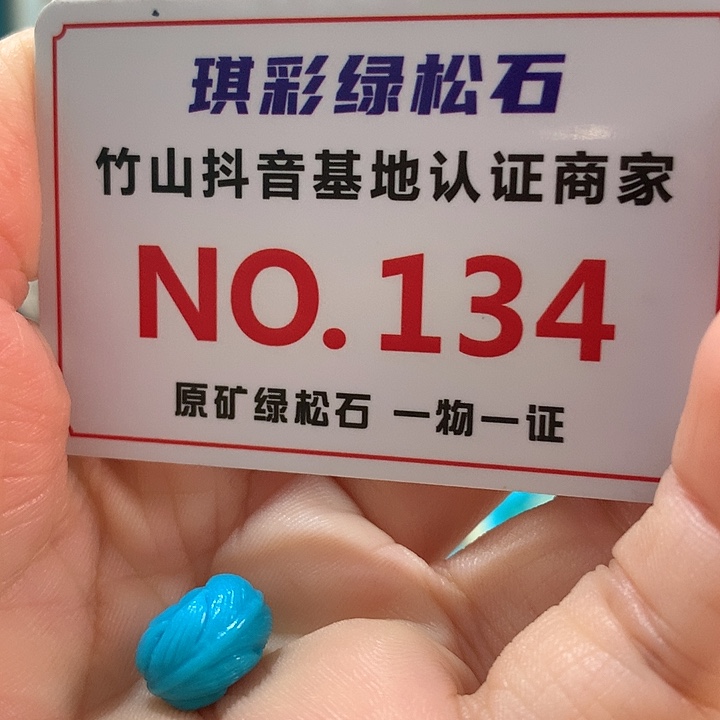 琪彩绿松石
竹山抖音基地认证商家
NO.134
原矿绿松石 一物一证